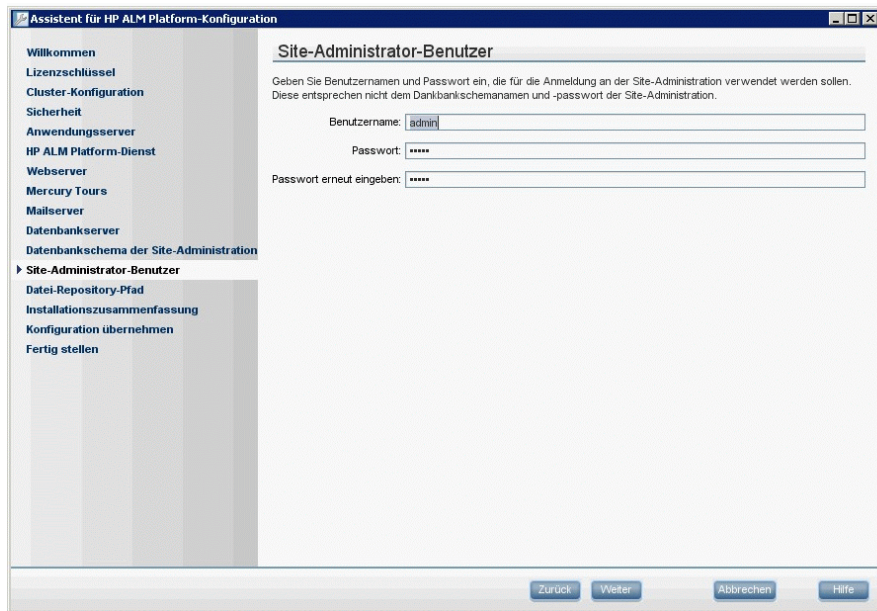 Assistent für HP ALM Platform-Konfiguration
Willkommen
Lizenzschlüssel
Cluster-Konfiguration
Sicherheit
Anwendungsserver
HP ALM Platform-Dienst
Webserver
Mercury Tours
Mailserver
Datenbankserver
Datenbankschema der Site-Administration
Site-Administrator-Benutzer
Datei-Repository-Pfad
Installationszusammenfassung
Konfiguration übernehmen
Fertig stellen
Site-Administrator-Benutzer
Geben Sie Benutzernamen und Passwort ein, die für die Anmeldung an der Site-Administration verwendet werden sollen.
Diese entsprechen nicht dem Dankbankschemanamen und -passwort der Site-Administration.
Benutzername: admin
Passwort: •••••
Passwort erneut eingeben: •••••
Zurück Weiter Abbrechen Hilfe